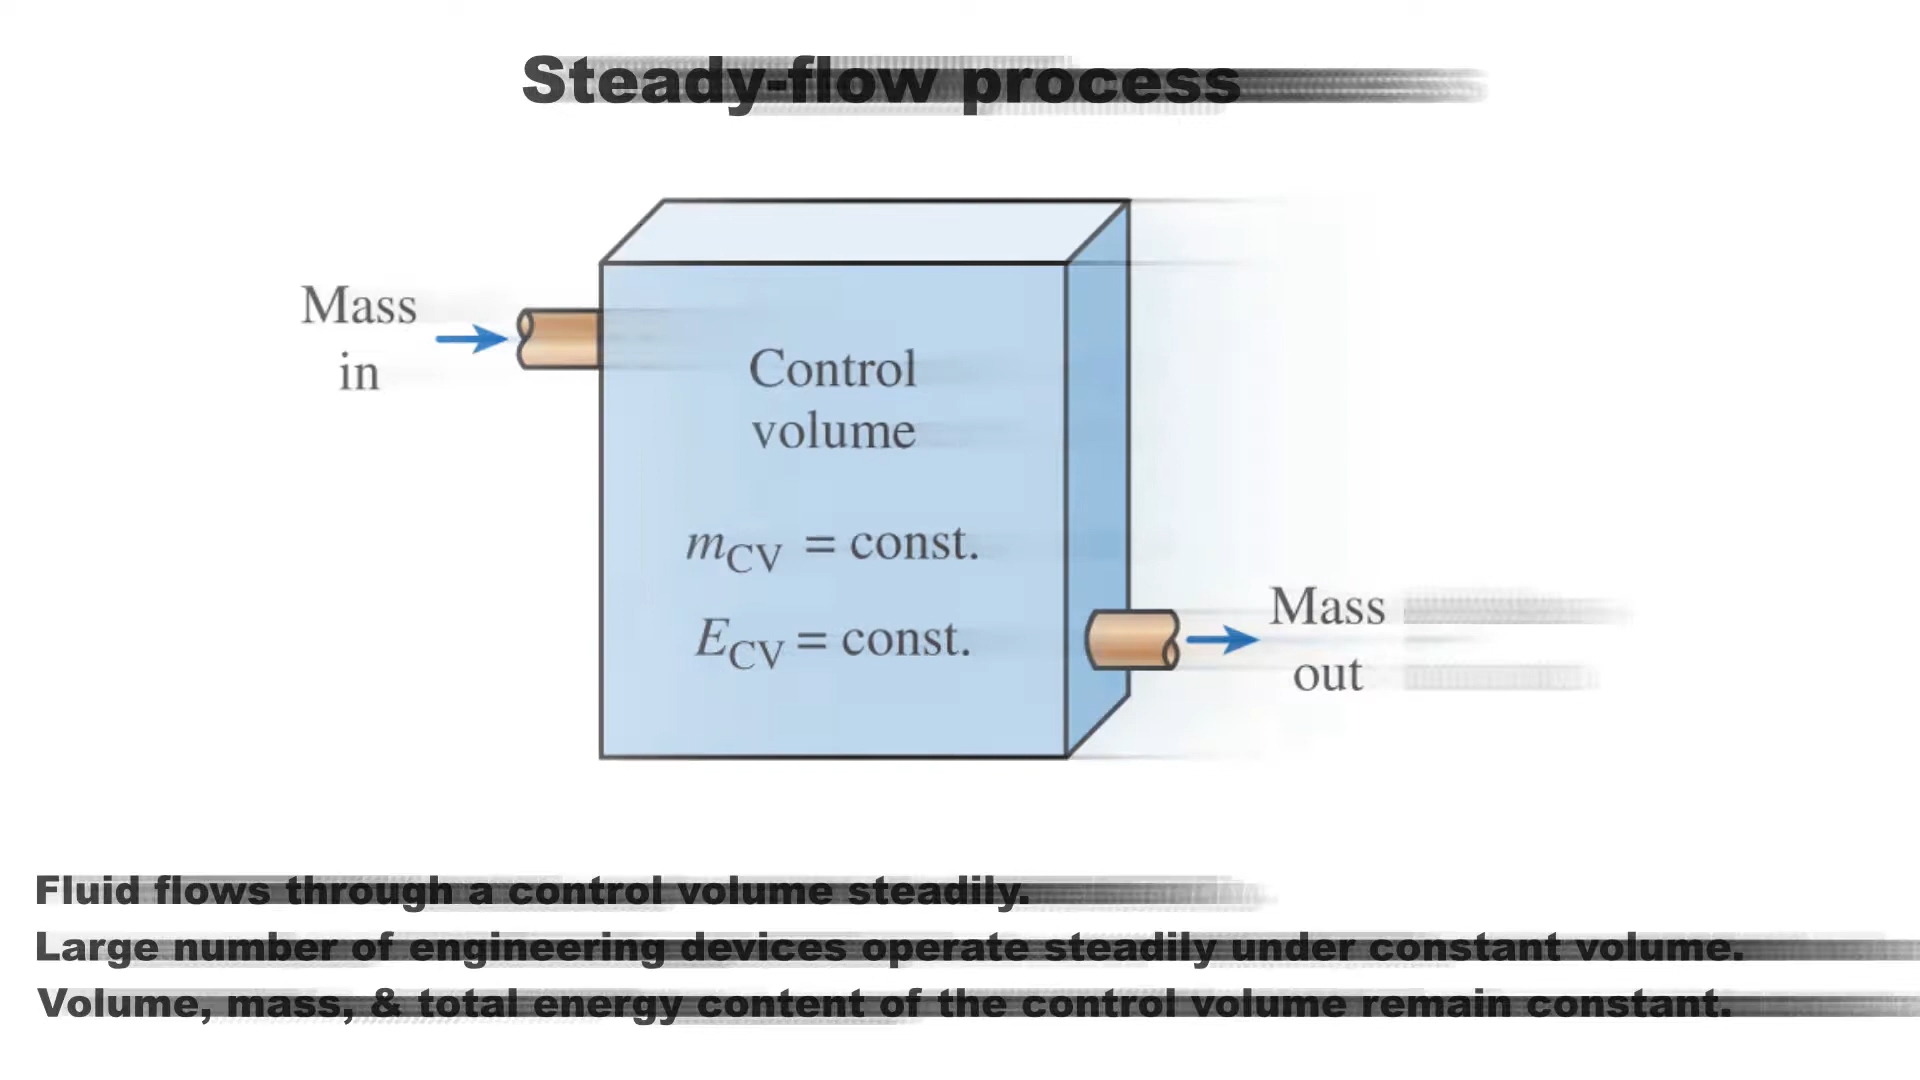 Steady-flow process
Mass
in
Control
volume
mCV = const.
ECV = const.
Mass
out
Fluid flows through a control volume steadily.
Large number of engineering devices operate steadily under constant volume.
Volume, mass, & total energy content of the control volume remain constant.